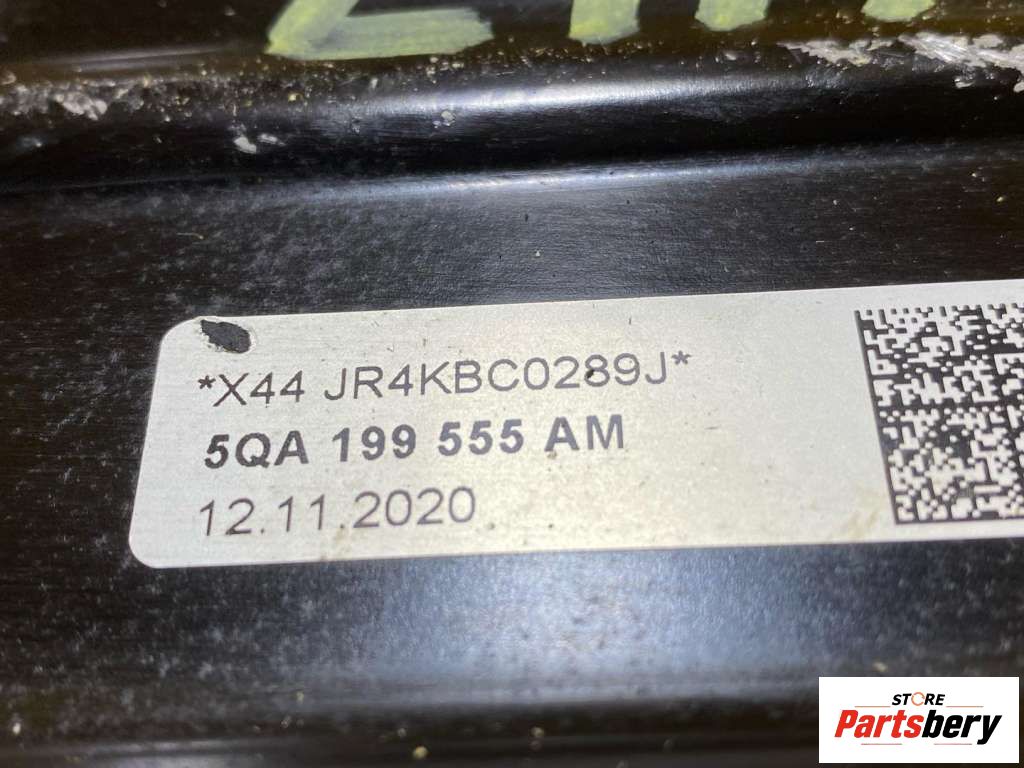 *X44 JR4KBC0289J*
5QA 199 555 AM
12.11.2020
STORE
Partsbery